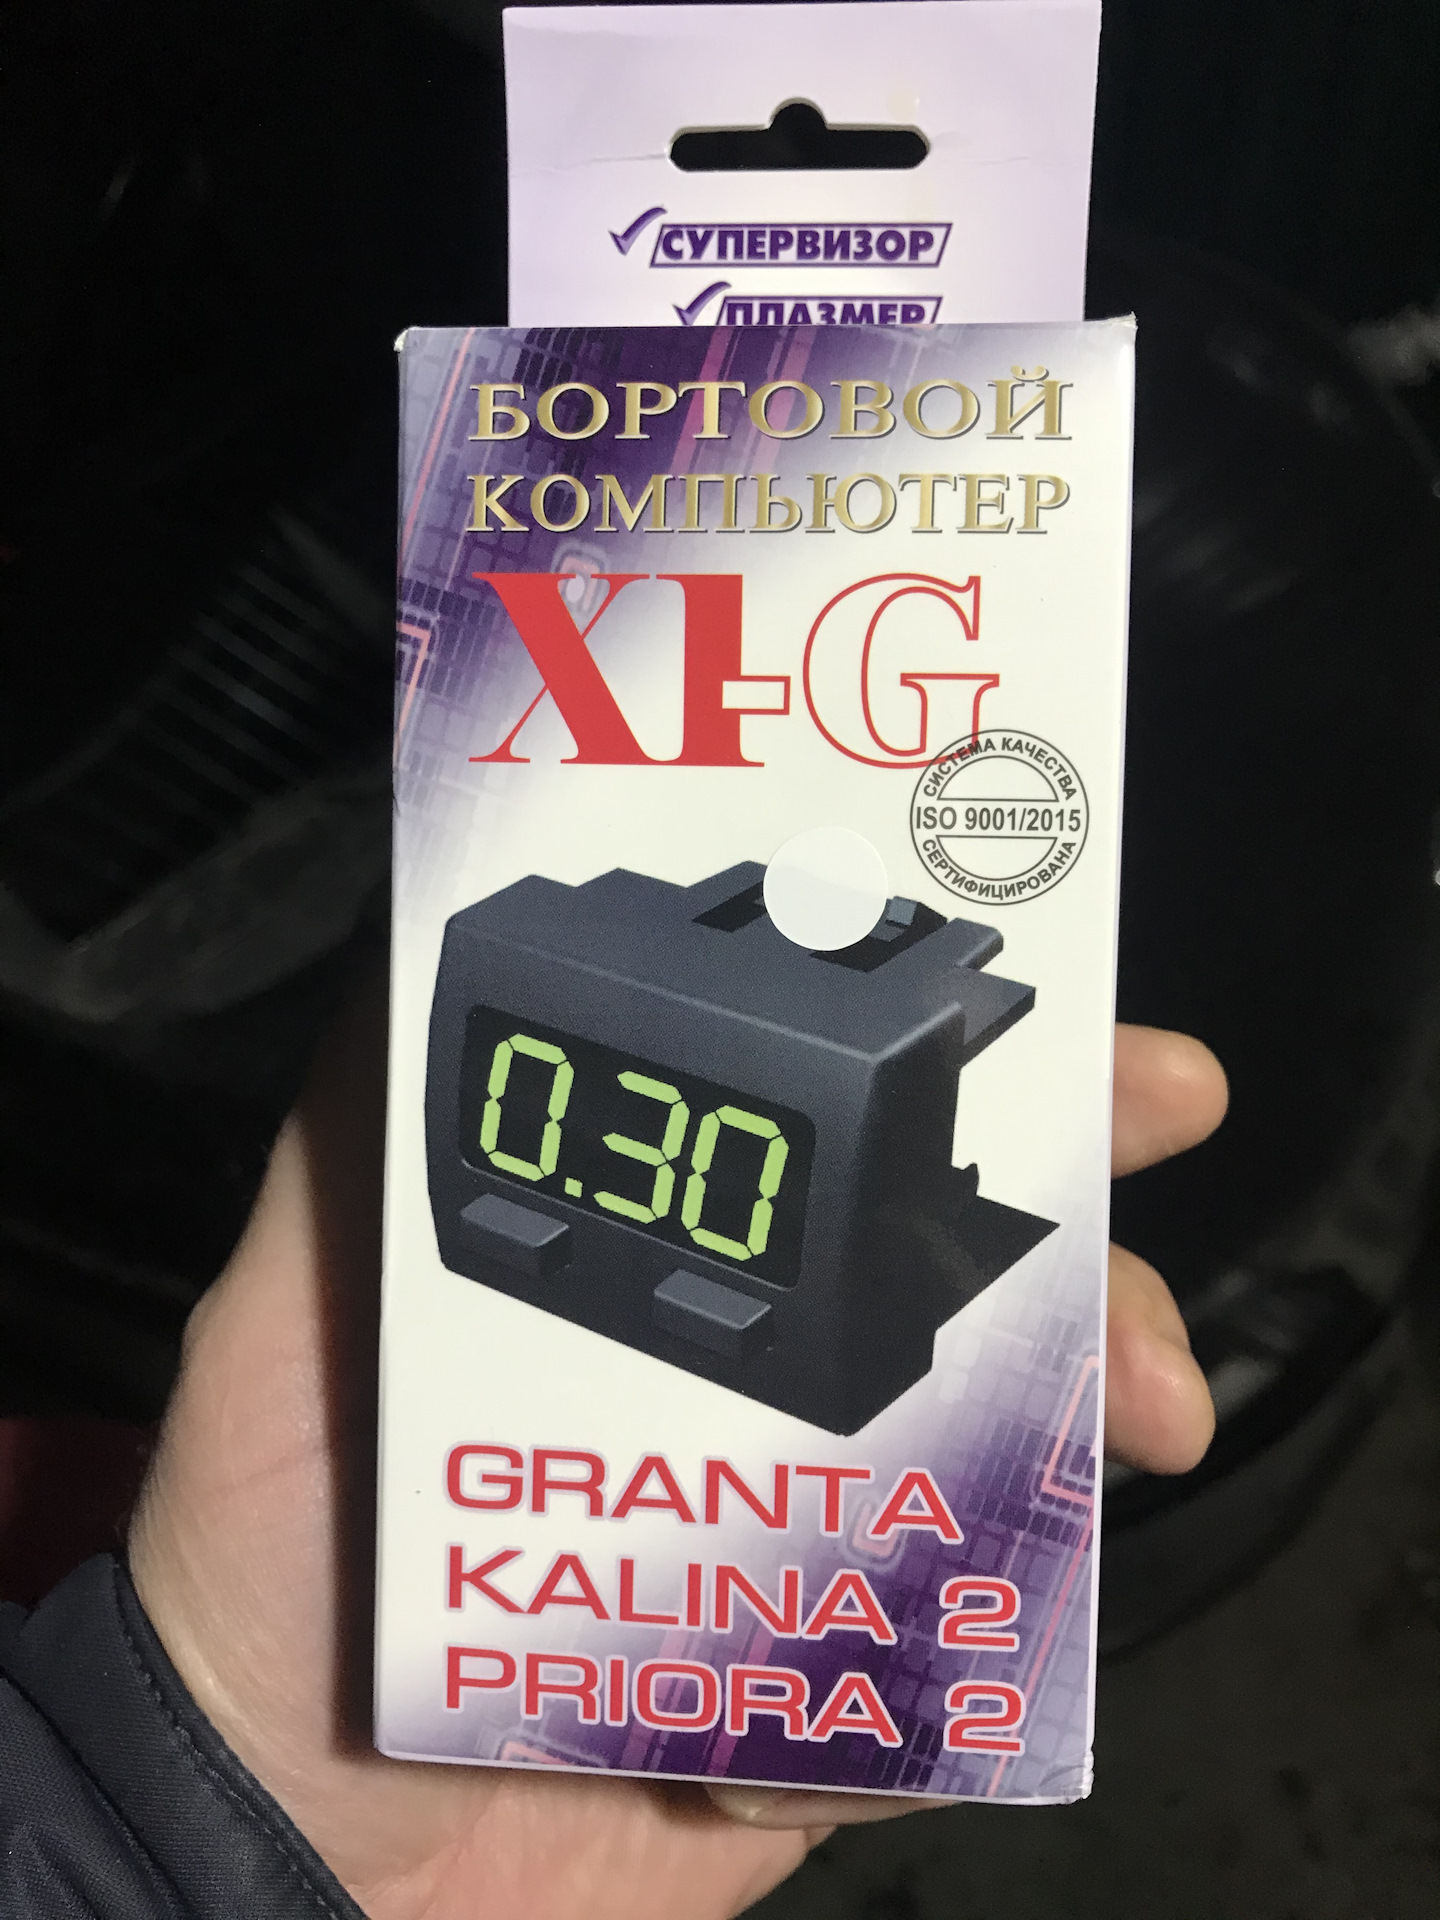 СУПЕРВИЗОР
ПЛАЗМЕР
БОРТОВОЙ
КОМПЬЮТЕР
X1-G
СИСТЕМА КАЧЕСТВА
ISO 9001/2015
СЕРТИФИЦИРОВАНА
0.30
GRANTA
KALINA 2
PRIORA 2